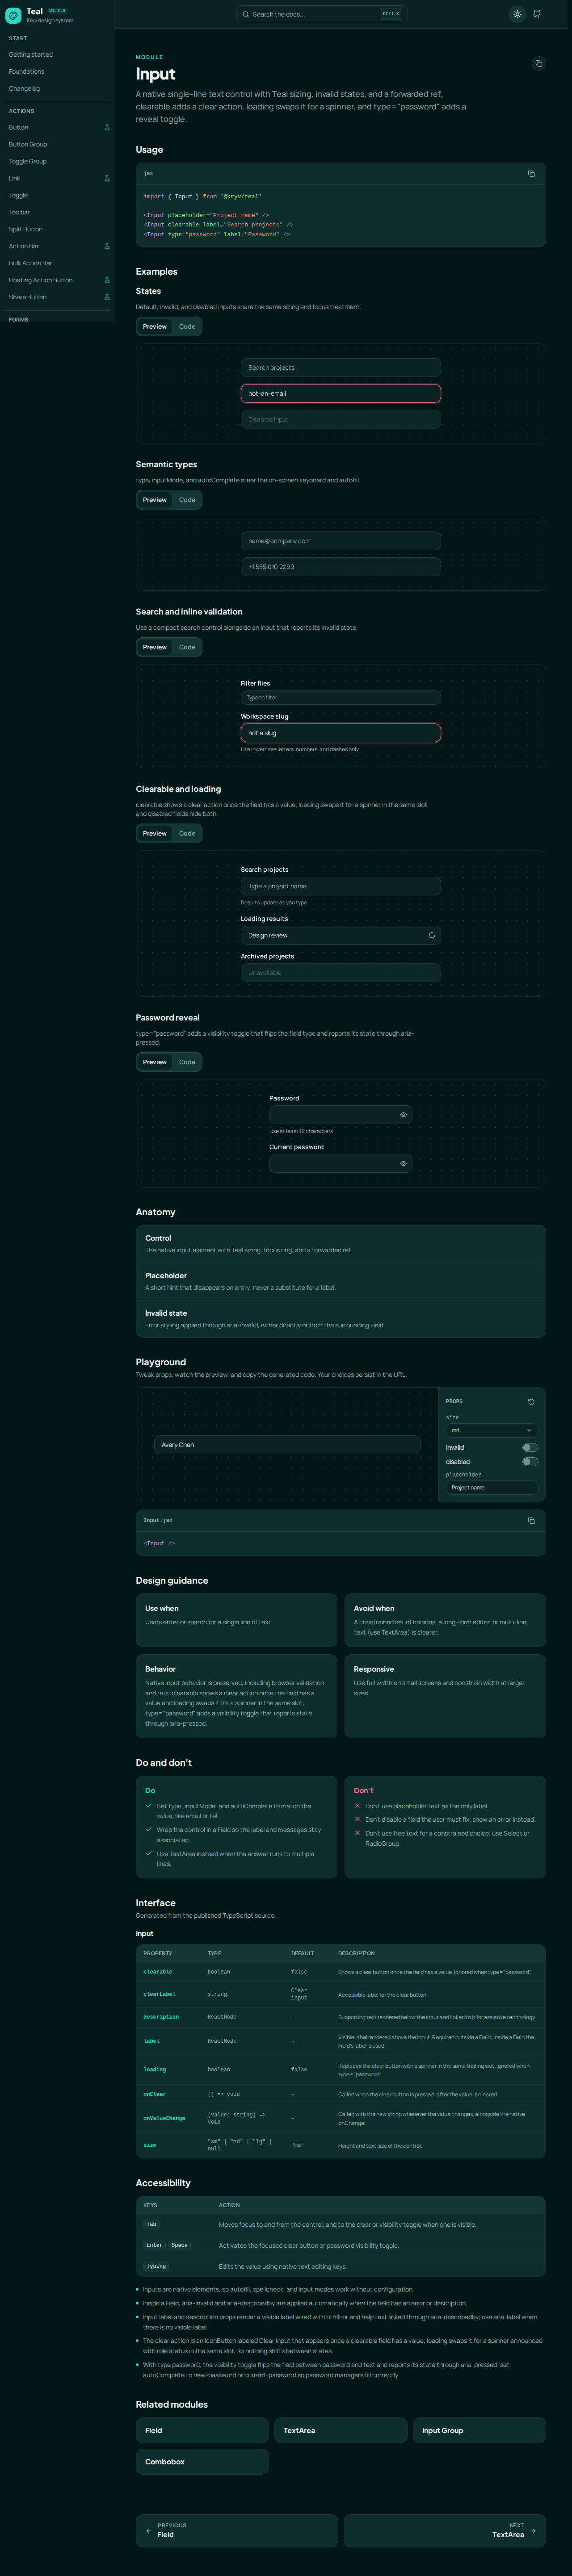 Teal v1.2.0
Kryv design system
Search the docs...
Ctrl K
START
Getting started
Foundations
Changelog
ACTIONS
Button
Button Group
Toggle Group
Link
Toggle
Toolbar
Split Button
Action Bar
Bulk Action Bar
Floating Action Button
Share Button
FORMS
MODULE
Input
A native single-line text control with Teal sizing, invalid states, and a forwarded ref;
clearable adds a clear action, loading swaps it for a spinner, and type="password" adds a
reveal toggle.
Usage
jsx
import { Input } from '@kryv/teal'
<Input placeholder="Project name" />
<Input clearable label="Search projects" />
<Input type="password" label="Password" />
Examples
States
Default, invalid, and disabled inputs share the same sizing and focus treatment.
Preview Code
Search projects
not-an-email
Disabled input
Semantic types
type, inputMode, and autoComplete steer the on-screen keyboard and autofill.
Preview Code
name@company.com
+1 555 010 2299
Search and inline validation
Use a compact search control alongside an input that reports its invalid state.
Preview Code
Filter files
Type to filter
Workspace slug
not a slug
Use lowercase letters, numbers, and dashes only.
Clearable and loading
clearable shows a clear action once the field has a value; loading swaps it for a spinner in the same slot,
and disabled fields hide both.
Preview Code
Search projects
Type a project name
Results update as you type
Loading results
Design review
Archived projects
Unavailable
Password reveal
type="password" adds a visibility toggle that flips the field type and reports its state through aria-
pressed.
Preview Code
Password
Use at least 12 characters
Current password
Anatomy
Control
The native input element with Teal sizing, focus ring, and a forwarded ref.
Placeholder
A short hint that disappears on entry; never a substitute for a label.
Invalid state
Error styling applied through aria-invalid, either directly or from the surrounding Field.
Playground
Tweak props, watch the preview, and copy the generated code. Your choices persist in the URL.
Avery Chen
PROPS
size
md
invalid
disabled
placeholder
Project name
Input.jsx
<Input />
Design guidance
Use when
Users enter or search for a single line of text.
Avoid when
A constrained set of choices, a long-form editor, or multi-line
text (use TextArea) is clearer.
Behavior
Native input behavior is preserved, including browser validation
and refs. clearable shows a clear action once the field has a
value and loading swaps it for a spinner in the same slot;
type="password" adds a visibility toggle that reports state
through aria-pressed.
Responsive
Use full width on small screens and constrain width at larger
sizes.
Do and don't
Do
Set type, inputMode, and autoComplete to match the
value, like email or tel.
Wrap the control in a Field so the label and messages stay
associated.
Use TextArea instead when the answer runs to multiple
lines.
Don't
Don't use placeholder text as the only label.
Don't disable a field the user must fix; show an error instead.
Don't use free text for a constrained choice; use Select or
RadioGroup.
Interface
Generated from the published TypeScript source.
Input
PROPERTY TYPE DEFAULT DESCRIPTION
clearable boolean false Shows a clear button once the field has a value. Ignored when type="password".
clearLabel string Clear input Accessible label for the clear button.
description ReactNode - Supporting text rendered below the input and linked to it for assistive technology.
label ReactNode - Visible label rendered above the input. Required outside a Field; inside a Field the
Field's label is used.
loading boolean false Replaces the clear button with a spinner in the same trailing slot. Ignored when
type="password".
onClear () => void - Called when the clear button is pressed, after the value is cleared.
onValueChange (value: string) => void - Called with the new string whenever the value changes, alongside the native
onChange.
size "sm" | "md" | "lg" | null "md" Height and text size of the control.
Accessibility
KEYS ACTION
Tab Moves focus to and from the control, and to the clear or visibility toggle when one is visible.
Enter Space Activates the focused clear button or password visibility toggle.
Typing Edits the value using native text editing keys.
Inputs are native elements, so autofill, spellcheck, and input modes work without configuration.
Inside a Field, aria-invalid and aria-describedby are applied automatically when the field has an error or description.
Input label and description props render a visible label wired with htmlFor and help text linked through aria-describedby; use aria-label when
there is no visible label.
The clear action is an IconButton labeled Clear input that appears once a clearable field has a value; loading swaps it for a spinner announced
with role status in the same slot, so nothing shifts between states.
With type password, the visibility toggle flips the field between password and text and reports its state through aria-pressed; set
autoComplete to new-password or current-password so password managers fill correctly.
Related modules
Field
TextArea
Input Group
Combobox
PREVIOUS
Field
NEXT
TextArea